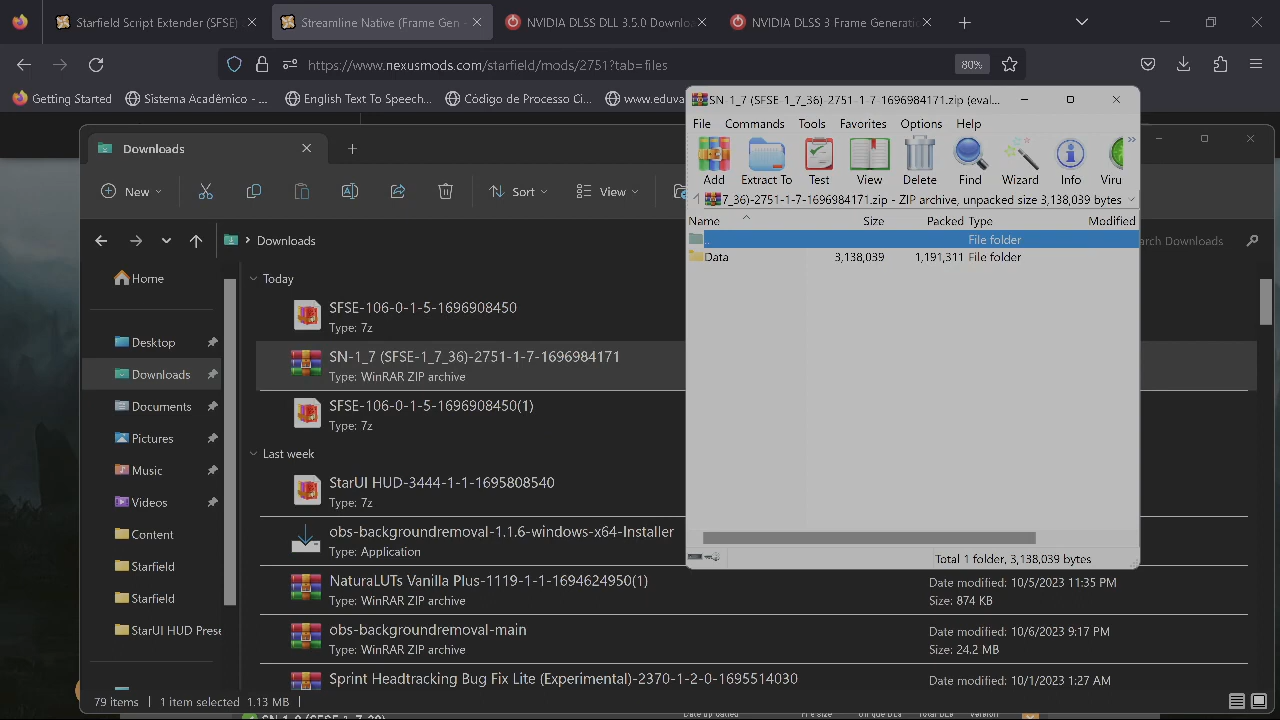 Starfield Script Extender (SFSE)
Streamline Native (Frame Gen -
NVIDIA DLSS DLL 3.5.0 Downlo
NVIDIA DLSS 3 Frame Generati
https://www.nexusmods.com/starfield/mods/2751?tab=files
80%
Getting Started
Sistema Acadêmico ...
English Text To Speech...
Código de Processo Ci...
www.eduva
Downloads
New
Sort
View
Downloads
arch Downloads
Home
Desktop
Downloads
Documents
Pictures
Music
Videos
Content
Starfield
Starfield
StarUI HUD Prese
Today
SFSE-106-0-1-5-1696908450
Type: 7z
SN-1_7 (SFSE-1_7_36)-2751-1-7-1696984171
Type: WinRAR ZIP archive
SFSE-106-0-1-5-1696908450(1)
Type: 7z
Last week
StarUI HUD-3444-1-1-1695808540
Type: 7z
obs-backgroundremoval-1.1.6-windows-x64-Installer
Type: Application
NaturaLUTs Vanilla Plus-1119-1-1-1694624950(1)
Type: WinRAR ZIP archive
Date modified: 10/5/2023 11:35 PM
Size: 874 KB
obs-backgroundremoval-main
Type: WinRAR ZIP archive
Date modified: 10/6/2023 9:17 PM
Size: 24.2 MB
Sprint Headtracking Bug Fix Lite (Experimental)-2370-1-2-0-1695514030
Date modified: 10/1/2023 1:27 AM
79 items
1 item selected 1.13 MB
SN-1_7 (SFSE-1_7_36)-2751-1-7-1696984171.zip (eval...
File Commands Tools Favorites Options Help
Add Extract To Test View Delete Find Wizard Info Viru
7_36)-2751-1-7-1696984171.zip - ZIP archive, unpacked size 3,138,039 bytes
Name Size Packed Type Modified
.. File folder
Data 3,138,039 1,191,311 File folder
Total 1 folder, 3,138,039 bytes